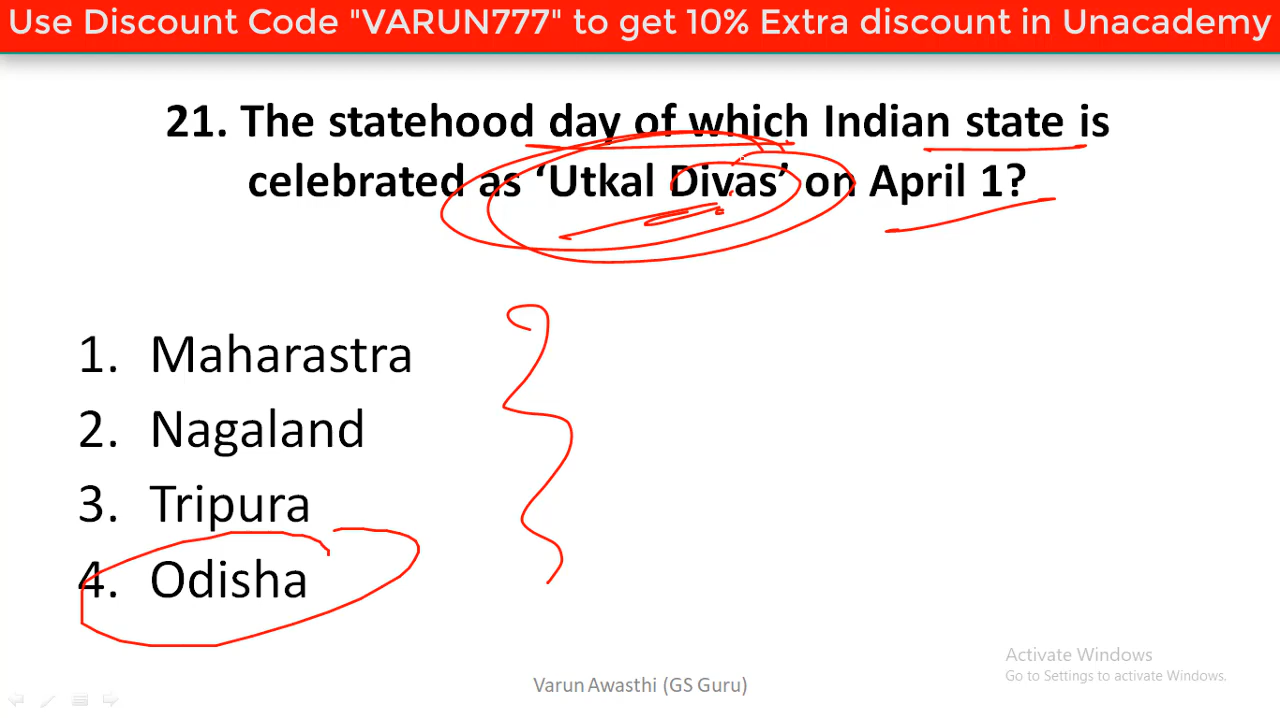 Use Discount Code "VARUN777" to get 10% Extra discount in Unacademy
21. The statehood day of which Indian state is
celebrated as ‘Utkal Divas’ on April 1?
1. Maharastra
2. Nagaland
3. Tripura
4. Odisha
Activate Windows
Go to Settings to activate Windows.
Varun Awasthi (GS Guru)